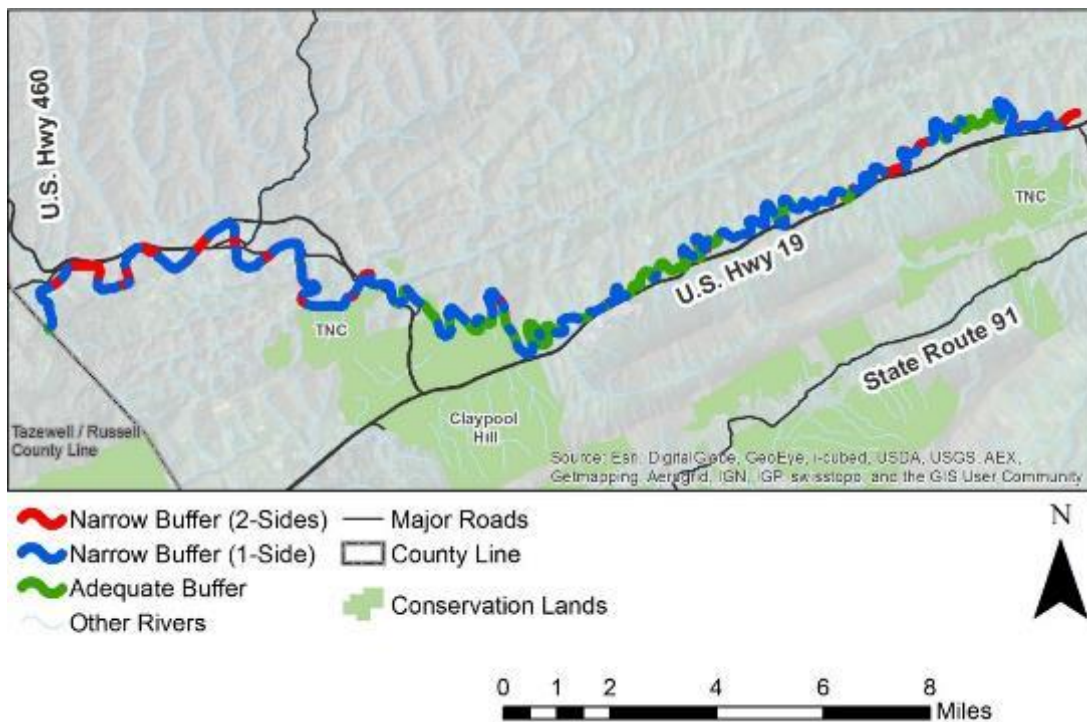 U.S. Hwy 460
TNC
U.S. Hwy 19
TNC
State Route 91
Claypool
Hill
Tazewell / Russell
County Line
Source: Esri, DigitalGlobe, GeoEye, i-cubed, USDA, USGS, AEX,
Getmapping, Aerogrid, IGN, IGP, swisstopo, and the GIS User Community
Narrow Buffer (2-Sides)
Major Roads
Narrow Buffer (1-Side)
County Line
Adequate Buffer
Conservation Lands
Other Rivers
N
0 1 2 4 6 8
Miles